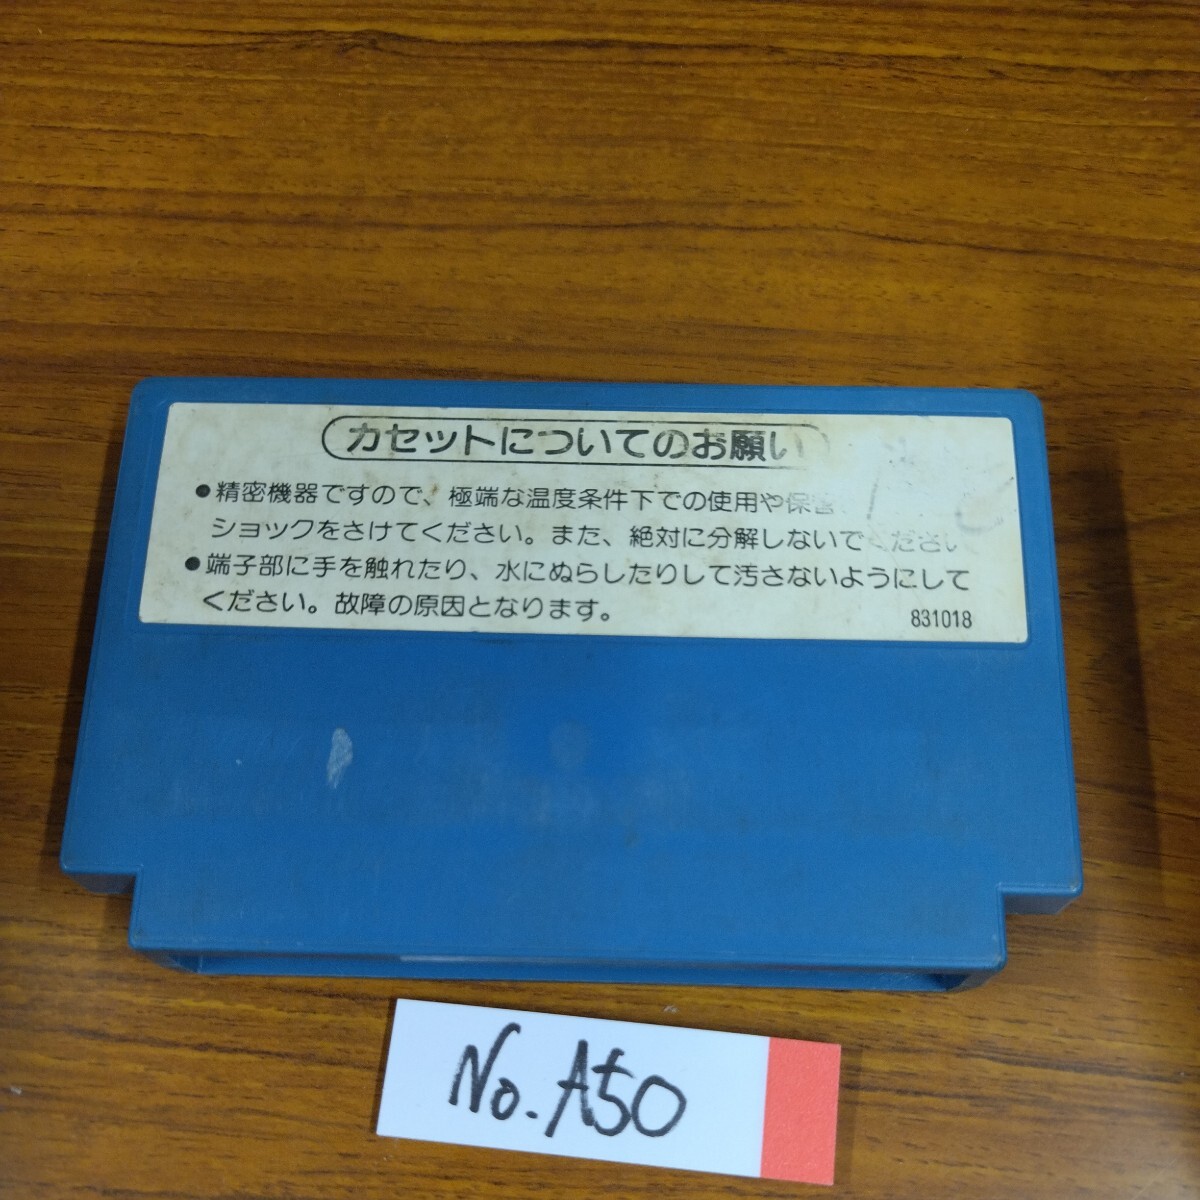 カセットについてのお願い
●精密機器ですので、極端な温度条件下での使用や保管
ショックをさけてください。また、絶対に分解しないでください
●端子部に手を触れたり、水にぬらしたりして汚さないようにして
ください。故障の原因となります。
831018
No. A50